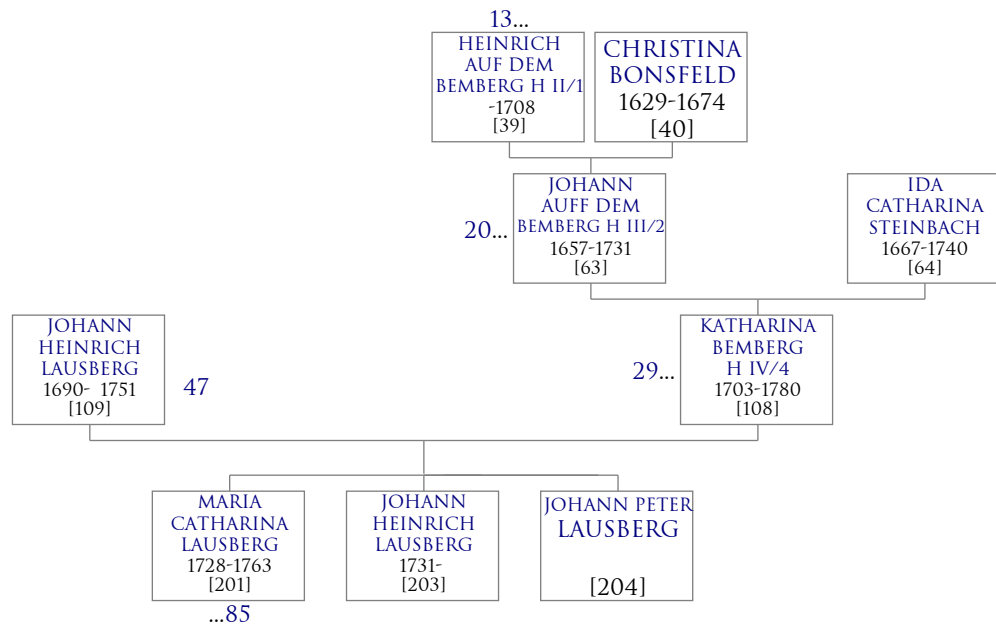 13...
HEINRICH
AUF DEM
BEMBERG H II/1
-1708
[39]
CHRISTINA
BONSFELD
1629-1674
[40]
20...
JOHANN
AUFF DEM
BEMBERG H III/2
1657-1731
[63]
IDA
CATHARINA
STEINBACH
1667-1740
[64]
JOHANN
HEINRICH
LAUSBERG
1690- 1751
[109]
47
29...
KATHARINA
BEMBERG
H IV/4
1703-1780
[108]
MARIA
CATHARINA
LAUSBERG
1728-1763
[201]
...85
JOHANN
HEINRICH
LAUSBERG
1731-
[203]
JOHANN PETER
LAUSBERG
[204]